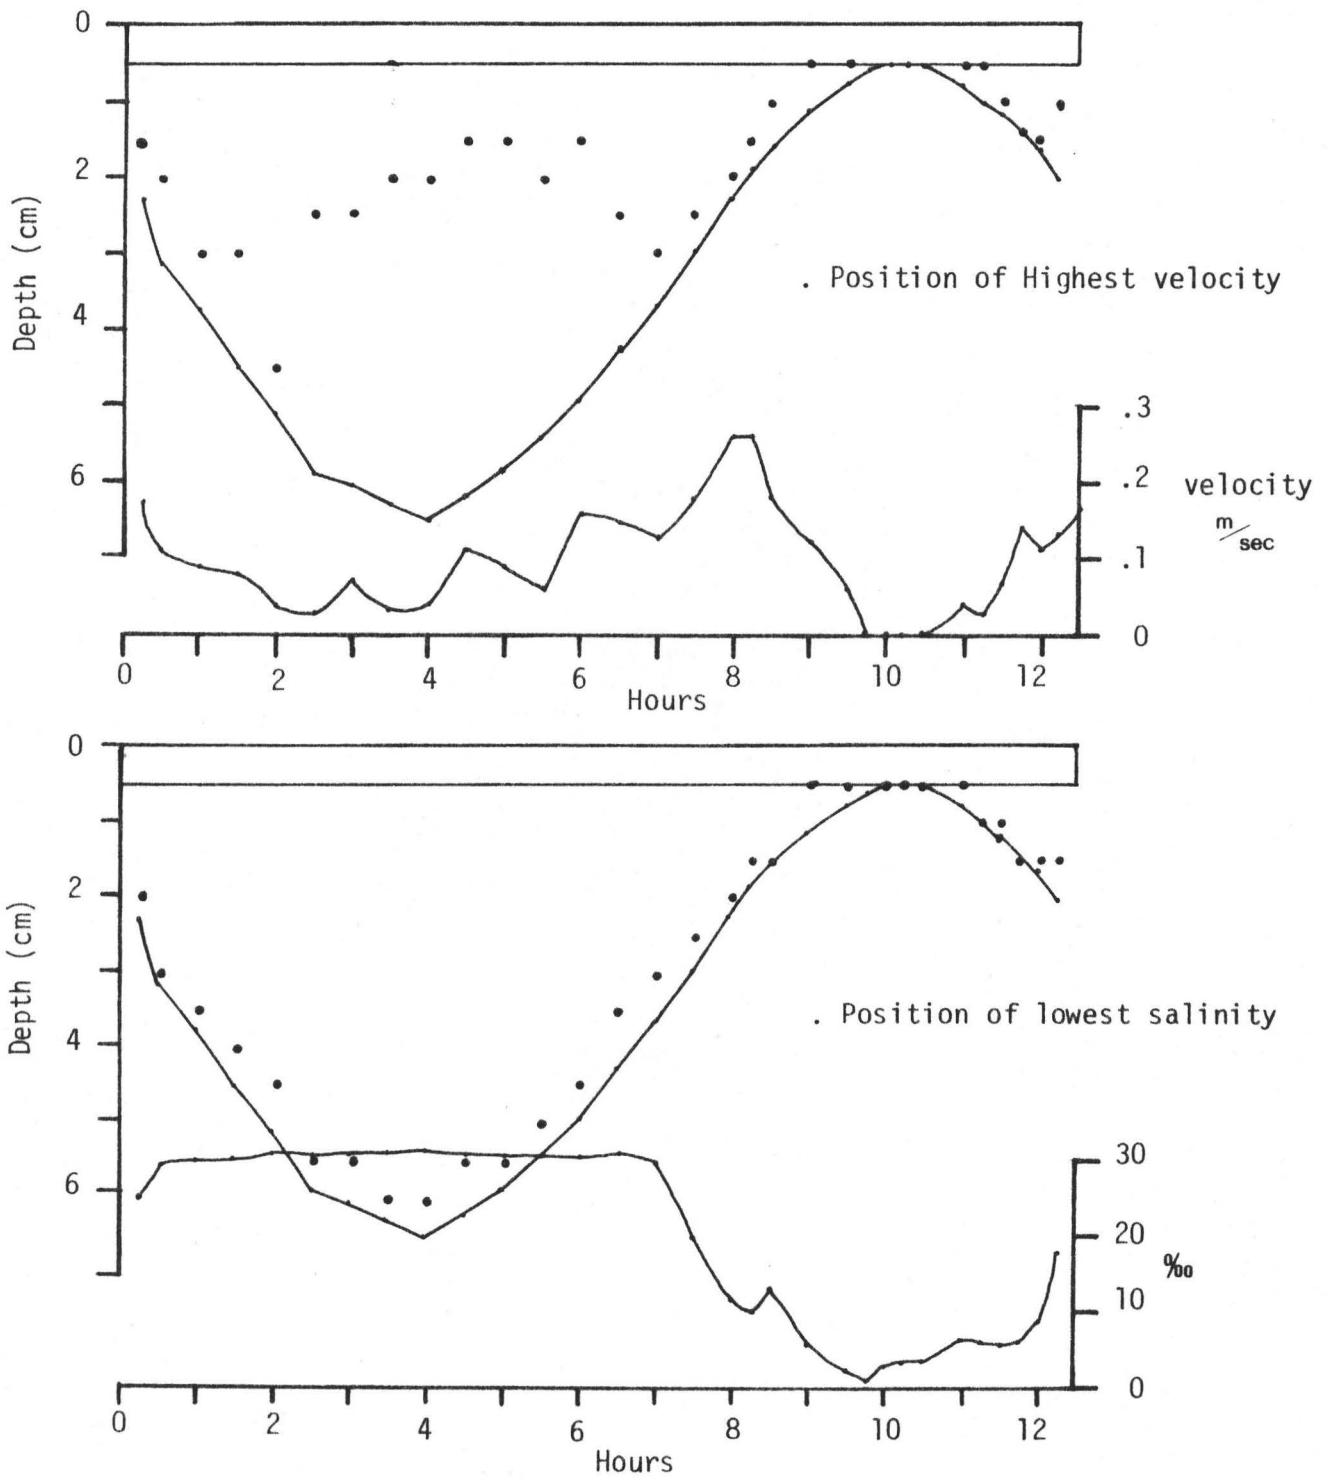 0
2
Depth (cm)
4
6
. Position of Highest velocity
.3
.2
velocity
m/sec
.1
0
0 2 4 6 8 10 12
Hours
0
2
Depth (cm)
4
6
. Position of lowest salinity
30
20
‰
10
0
0 2 4 6 8 10 12
Hours